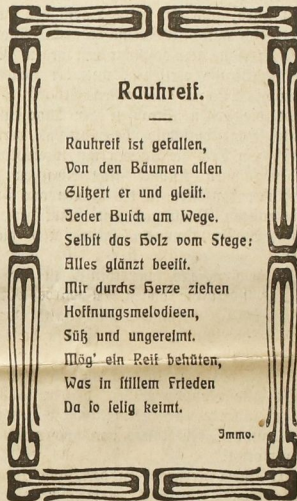 Rauhreif.
Rauhreif ist gefallen,
Von den Bäumen allen
Glitzert er und gleist.
Jeder Busch am Wege.
Selbst das Holz vom Stege:
Alles glänzt beeist.
Mir durchs Herze ziehen
Hoffnungsmelodieen,
Süß und ungereimt.
Mög' ein Reif behüten,
Was in stillem Frieden
Da so selig keimt.
Immo.